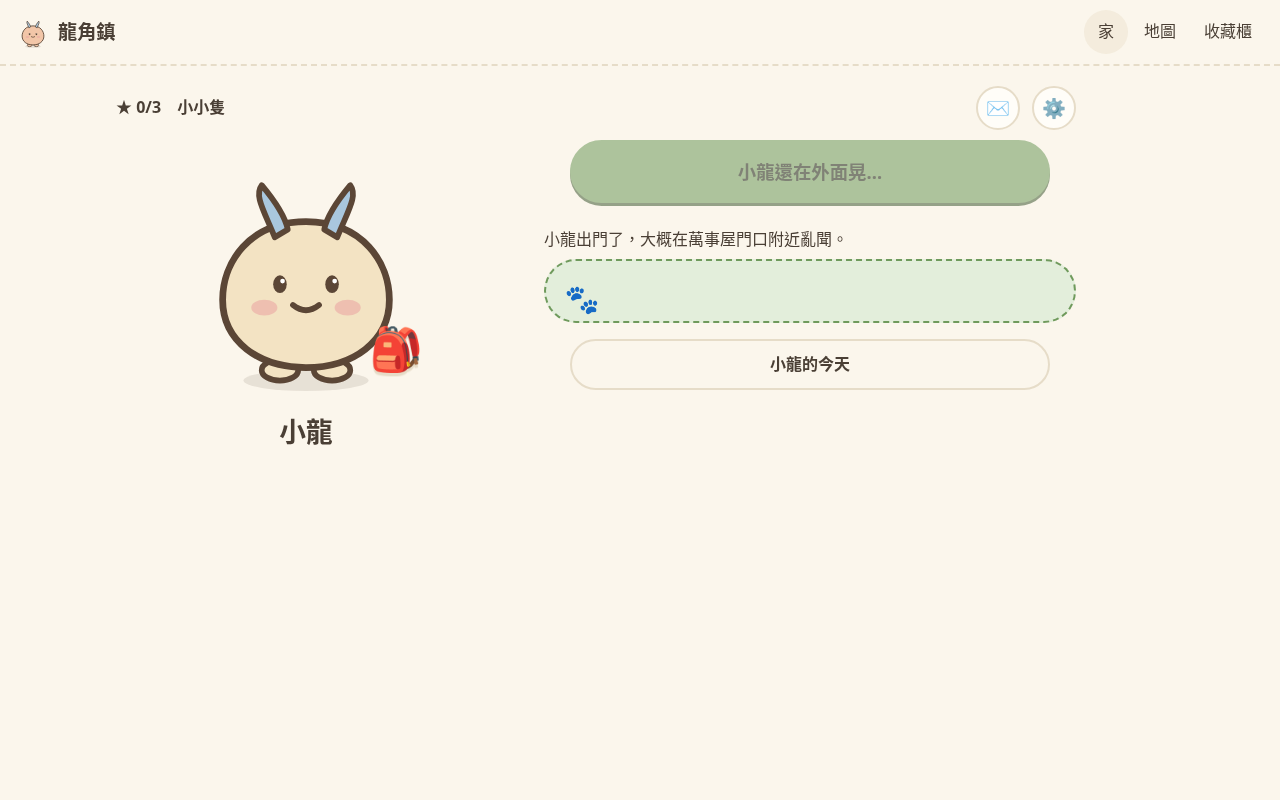 龍角鎮
家
地圖
收藏櫃
★ 0/3 小小隻
小龍還在外面晃...
小龍出門了，大概在萬事屋門口附近亂聞。
小龍的今天
小龍